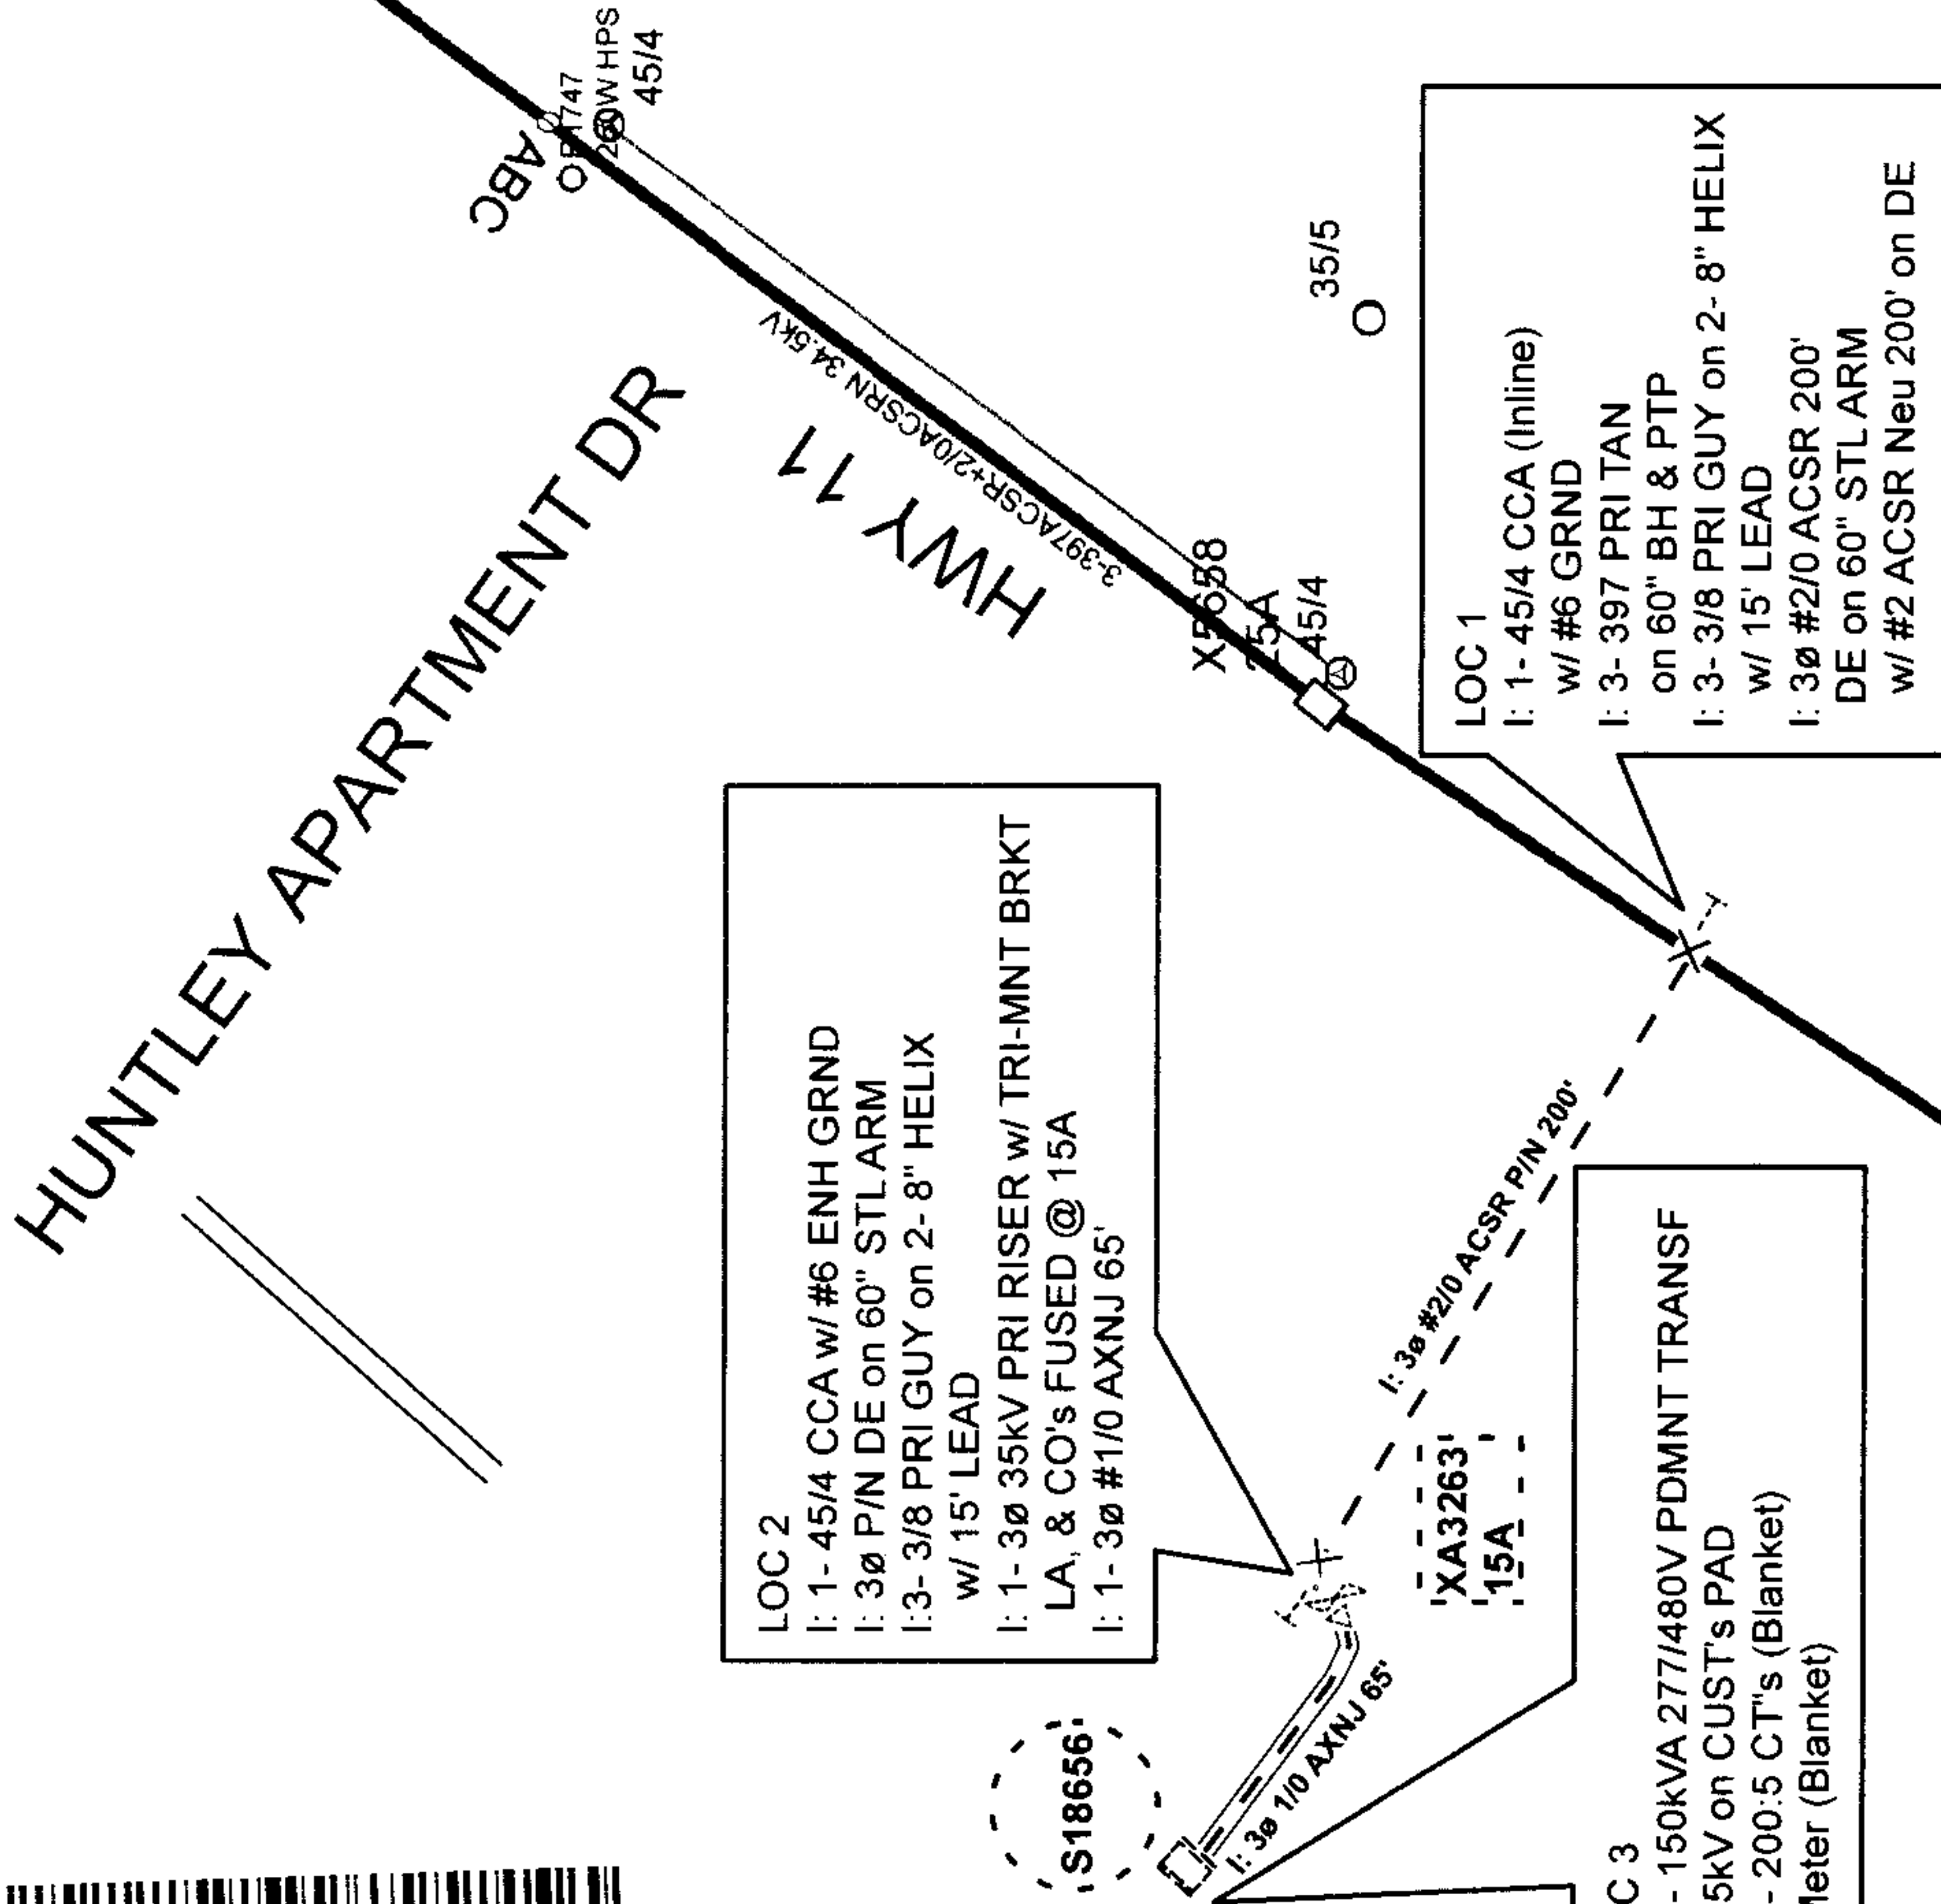 HUNTLEY APARTMENT DR
HWY 11
ABC
747
HPS
45/4
3-397ACSR+2/0ACSRN 34.5kV
35/5
X5658
45/4
LOC 1
I: 1- 45/4 CCA (Inline)
w/ #6 GRND
I: 3- 397 PRI TAN
on 60" BH & PTP
I: 3- 3/8 PRI GUY on 2- 8" HELIX
w/ 15' LEAD
I: 3ø #2/0 ACSR 200'
DE on 60" STL ARM
w/ #2 ACSR Neu 200' on DE
LOC 2
I: 1- 45/4 CCA w/ #6 ENH GRND
I: 3ø P/N DE on 60" STL ARM
I:3- 3/8 PRI GUY on 2- 8" HELIX
w/ 15' LEAD
I: 1- 3ø 35kV PRI RISER w/ TRI-MNT BRKT
LA, & CO's FUSED @ 15A
I: 1- 3ø #1/0 AXNJ 65'
I: 3ø #2/0 ACSR P/N 200'
XA3263
15A
S18656
I: 3ø 1/0 AXNJ 65'
C 3
- 150kVA 277/480V PDMNT TRANSF
5kV on CUST's PAD
- 200:5 CT"s (Blanket)
eter (Blanket)